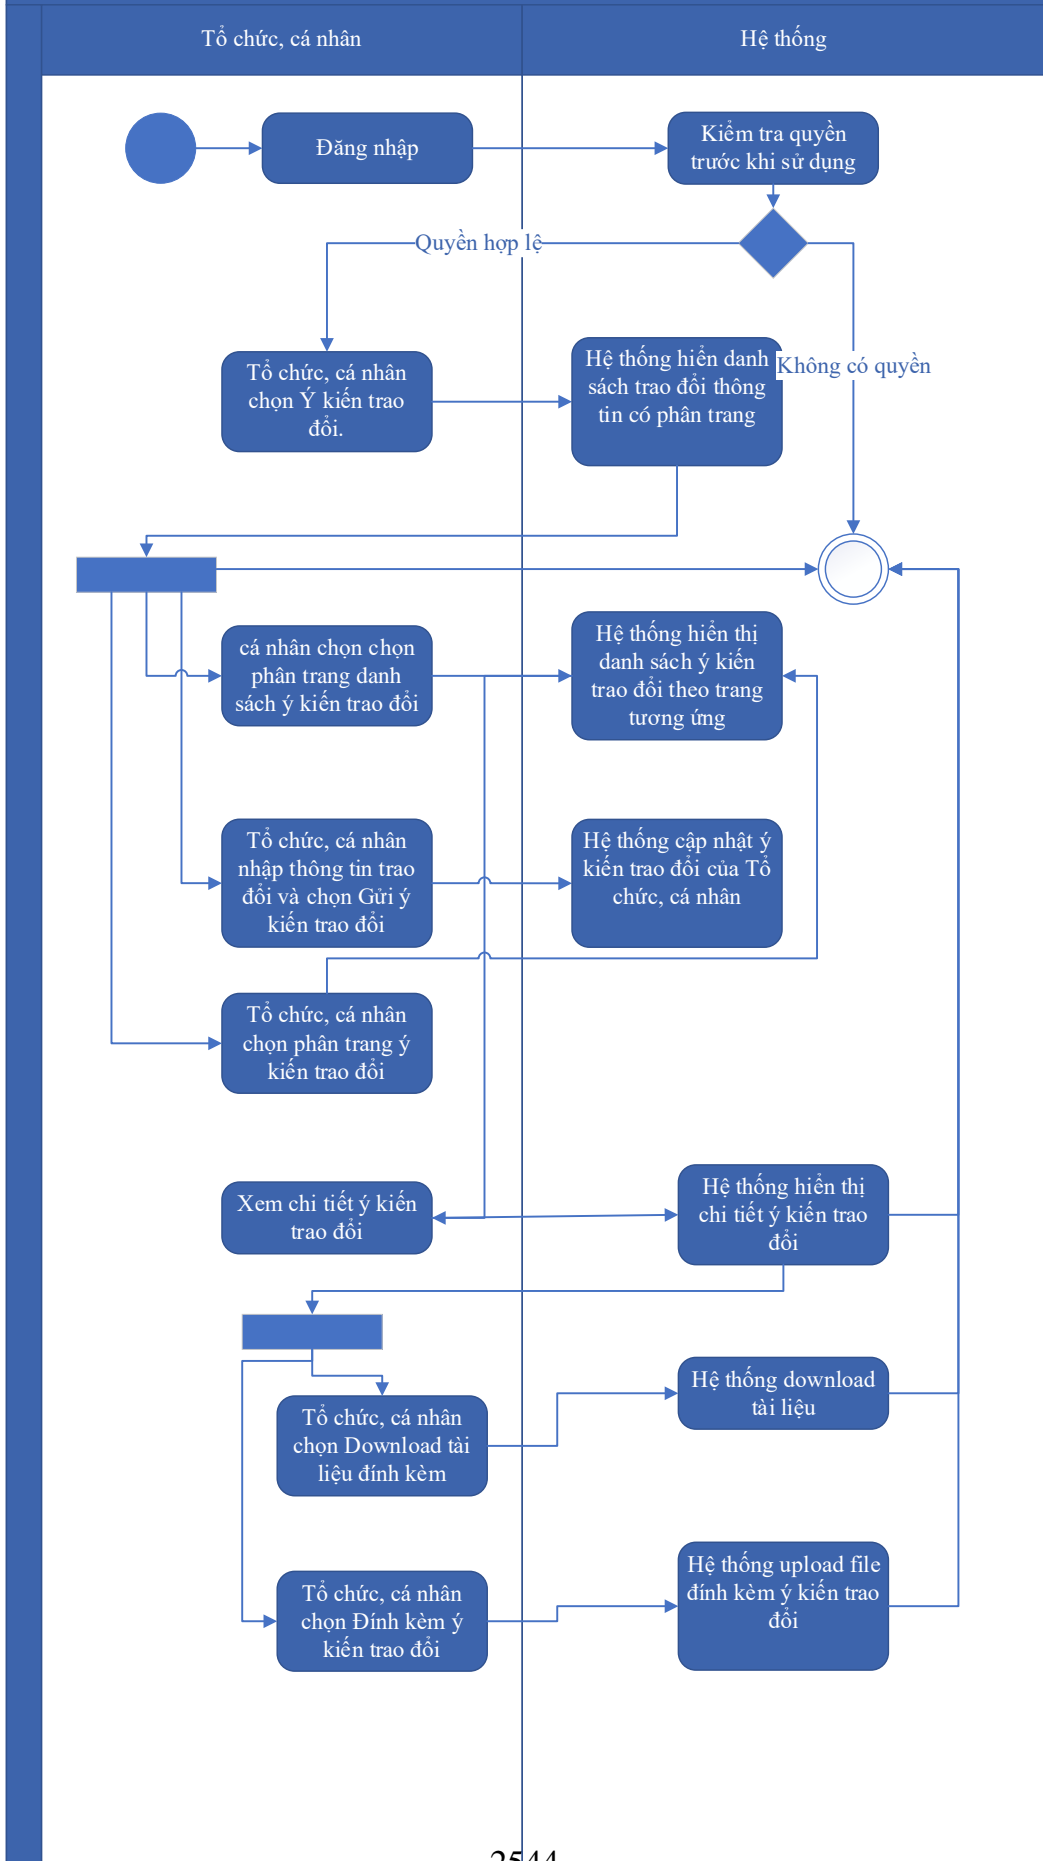 Tổ chức, cá nhân
Hệ thống
Đăng nhập
Kiểm tra quyền
trước khi sử dụng
Quyền hợp lệ
Tổ chức, cá nhân
chọn Ý kiến trao
đổi.
Hệ thống hiển danh
sách trao đổi thông
tin có phân trang
Không có quyền
cá nhân chọn chọn
phân trang danh
sách ý kiến trao đổi
Hệ thống hiển thị
danh sách ý kiến
trao đổi theo trang
tương ứng
Tổ chức, cá nhân
nhập thông tin trao
đổi và chọn Gửi ý
kiến trao đổi
Hệ thống cập nhật ý
kiến trao đổi của Tổ
chức, cá nhân
Tổ chức, cá nhân
chọn phân trang ý
kiến trao đổi
Xem chi tiết ý kiến
trao đổi
Hệ thống hiển thị
chi tiết ý kiến trao
đổi
Tổ chức, cá nhân
chọn Download tài
liệu đính kèm
Hệ thống download
tài liệu
Tổ chức, cá nhân
chọn Đính kèm ý
kiến trao đổi
Hệ thống upload file
đính kèm ý kiến trao
đổi
2544